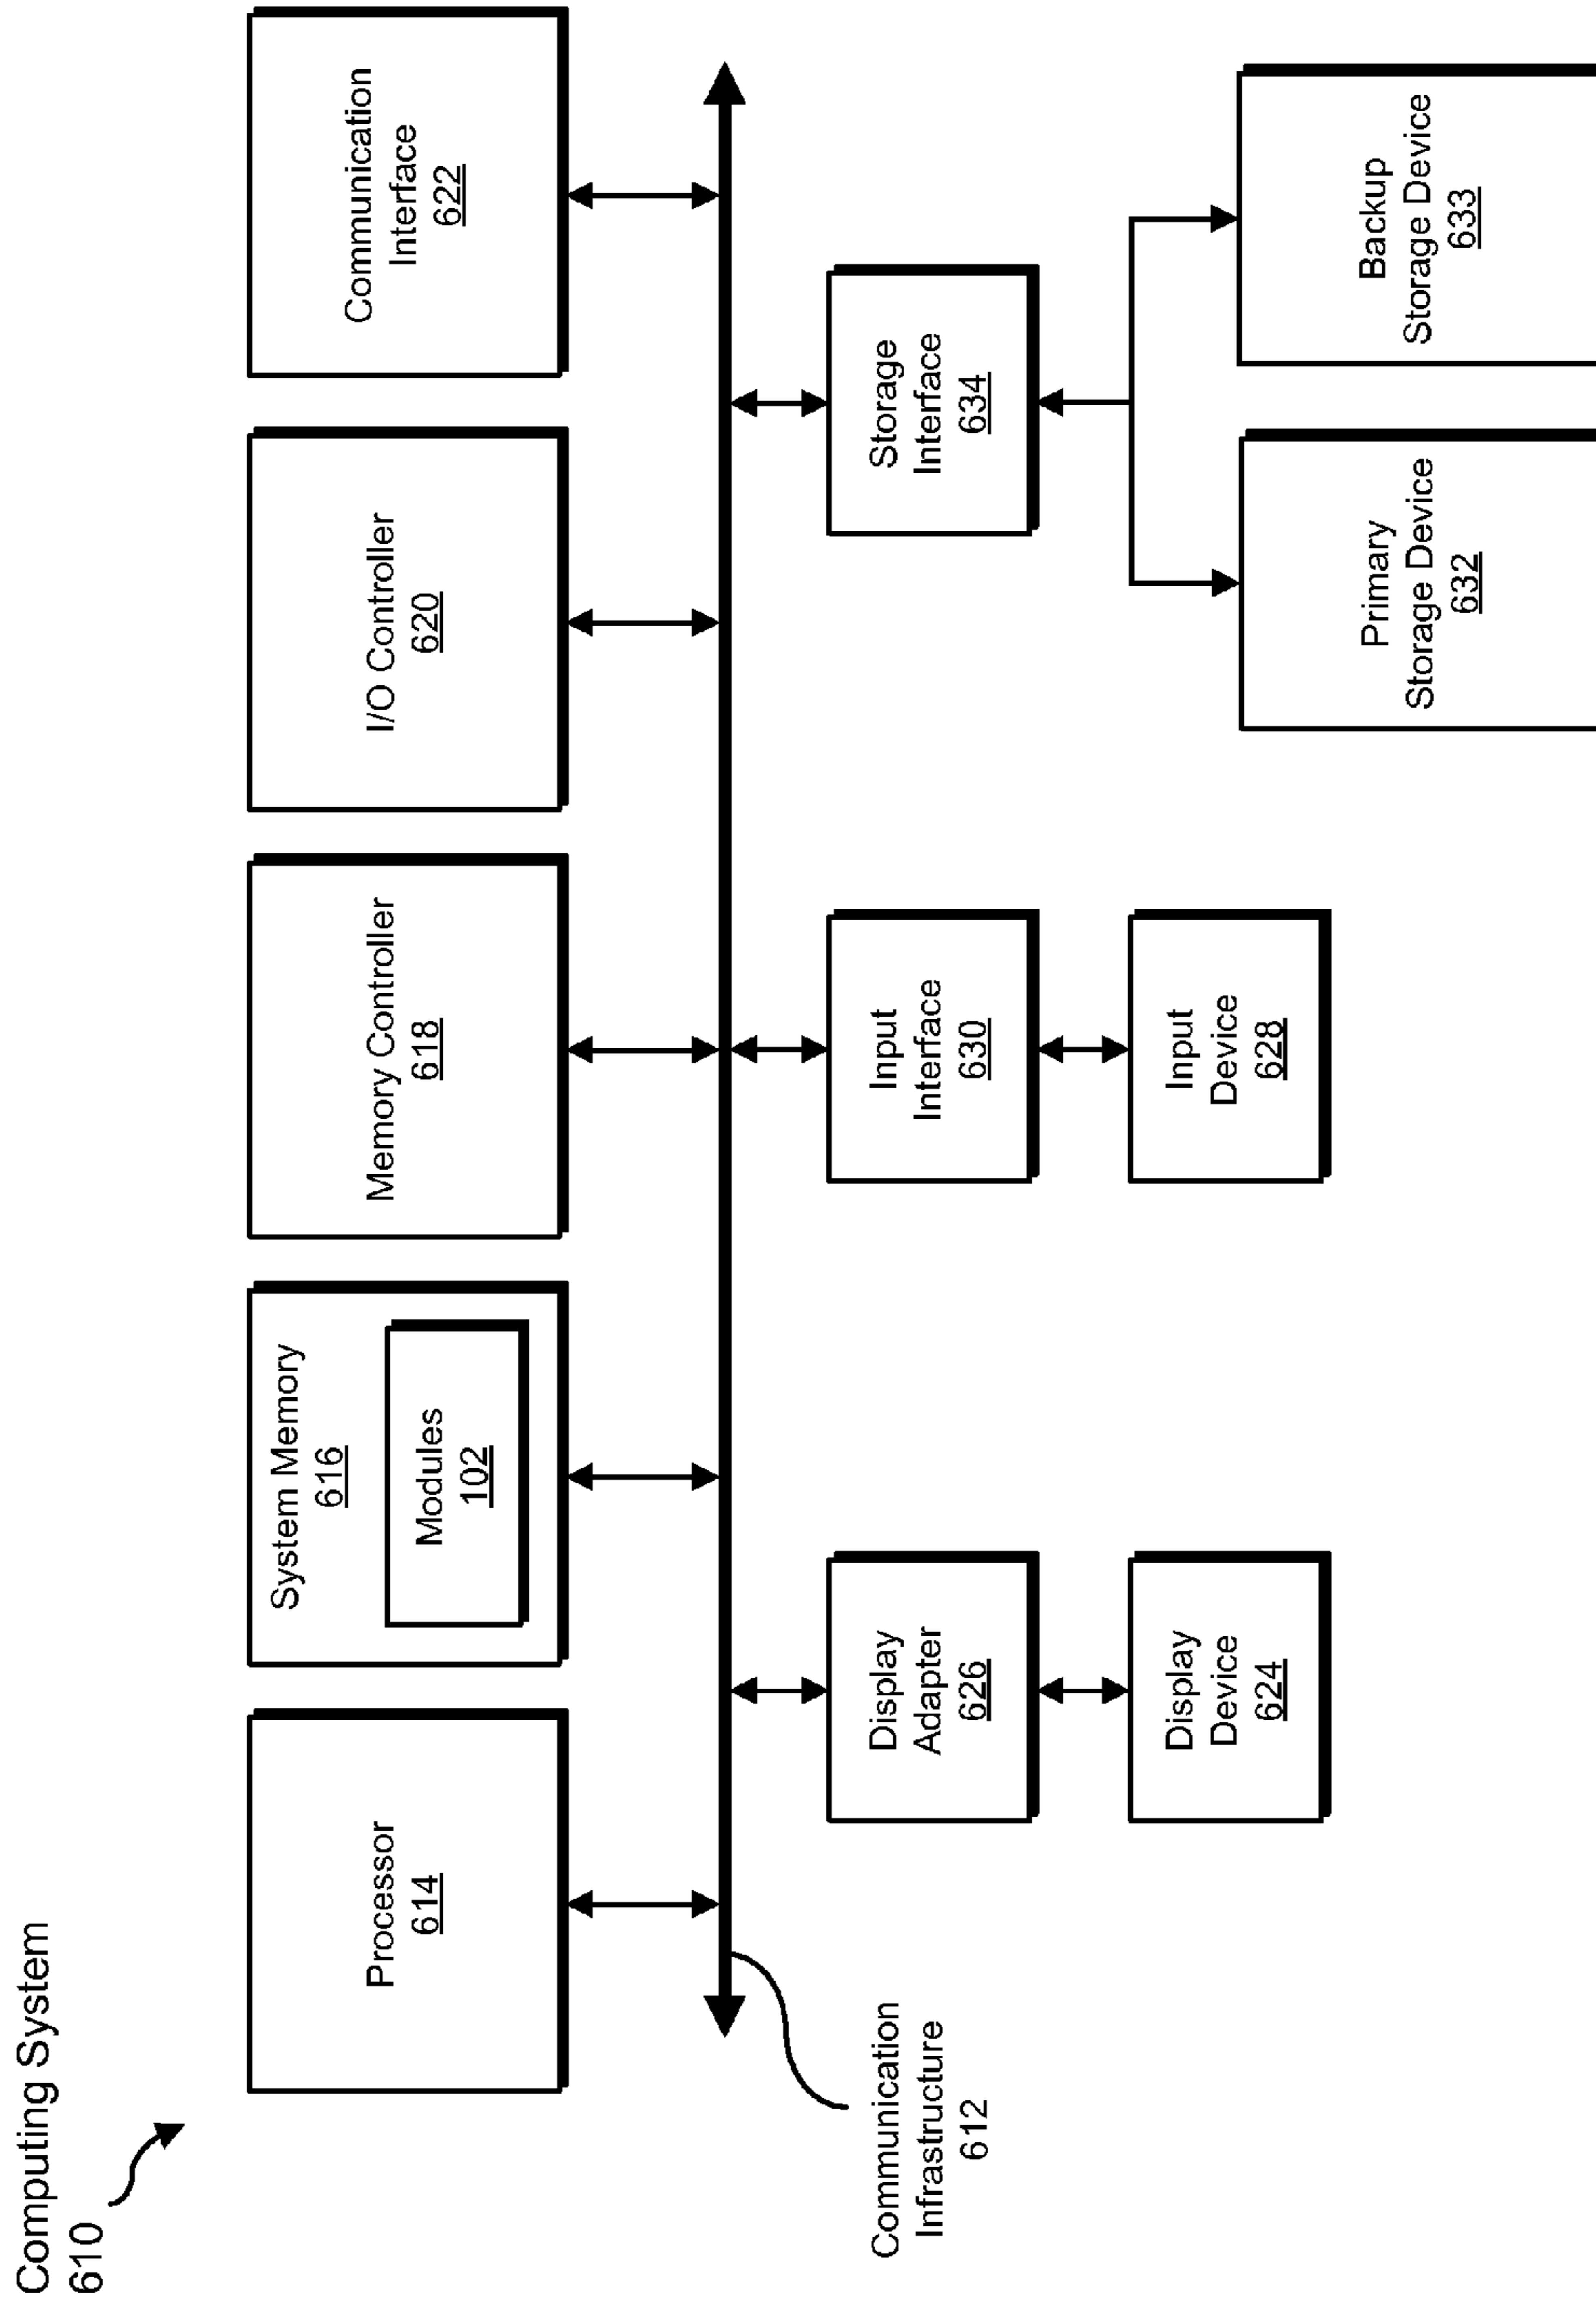 Computing System
610
Processor
614
System Memory
616
Modules
102
Memory Controller
618
I/O Controller
620
Communication
Interface
622
Communication
Infrastructure
612
Display
Adapter
626
Input
Interface
630
Storage
Interface
634
Display
Device
624
Input
Device
628
Primary
Storage Device
632
Backup
Storage Device
633